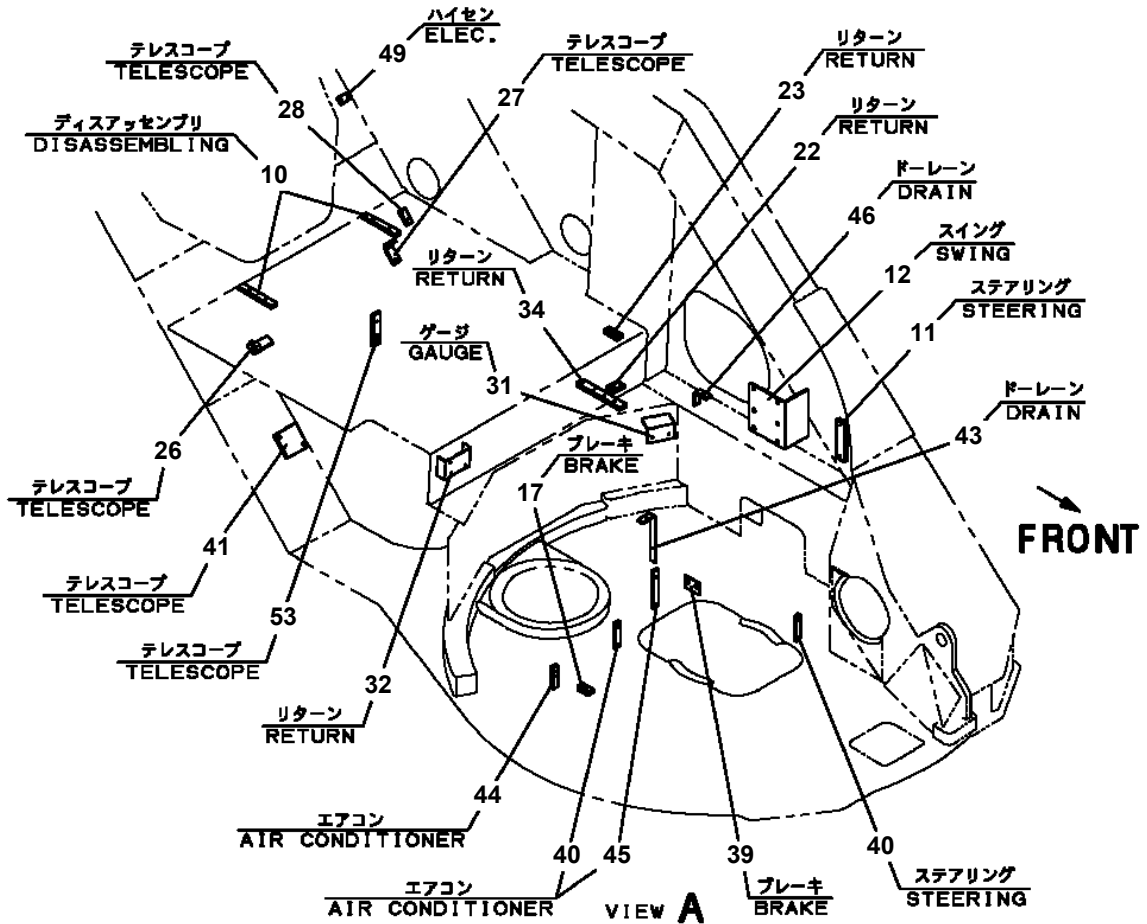 ハイセン
ELEC.
49
テレスコープ
TELESCOPE
28
テレスコープ
TELESCOPE
27
リターン
RETURN
23
リターン
RETURN
22
ディスアッセンブリ
DISASSEMBLING
10
ドーレーン
DRAIN
46
スイング
SWING
12
リターン
RETURN
34
ステアリング
STEERING
11
ゲージ
GAUGE
31
ドーレーン
DRAIN
43
ブレーキ
BRAKE
17
26
テレスコープ
TELESCOPE
FRONT
41
テレスコープ
TELESCOPE
53
テレスコープ
TELESCOPE
32
リターン
RETURN
44
エアコン
AIR CONDITIONER
40
45
エアコン
AIR CONDITIONER
39
ブレーキ
BRAKE
40
ステアリング
STEERING
VIEW A